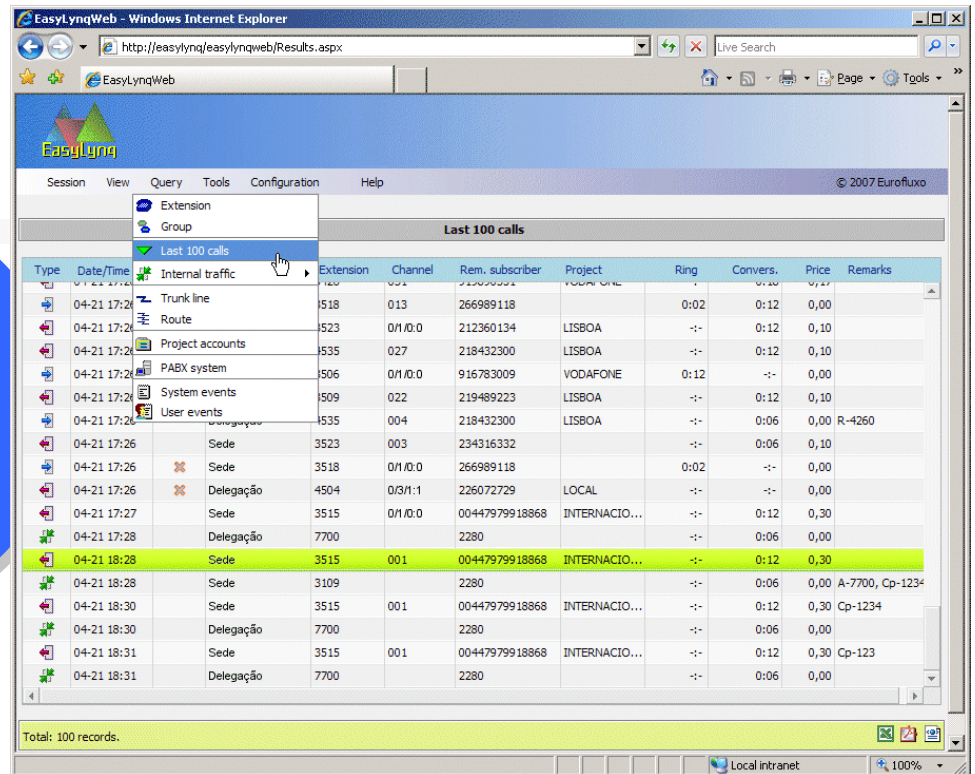 EasyLynqWeb - Windows Internet Explorer
http://easylynq/easylynqweb/Results.aspx
Live Search
EasyLynqWeb
Page
Tools
»
EasyLynq
Session View Query Tools Configuration Help © 2007 Eurofluxo
Extension
Group
Last 100 calls
Internal traffic
Trunk line
Route
Project accounts
PABX system
System events
User events
Last 100 calls
Type Date/Time Extension Channel Rem. subscriber Project Ring Convers. Price Remarks
04-21 17:2 3518 013 266989118 0:02 0:12 0,00
04-21 17:2 3523 0/1/0:0 212360134 LISBOA -:- 0:12 0,10
04-21 17:2 4535 027 218432300 LISBOA -:- 0:12 0,10
04-21 17:2 3506 0/1/0:0 916783009 VODAFONE 0:12 -:- 0,00
04-21 17:2 3509 022 219489223 LISBOA -:- 0:12 0,10
04-21 17:26 Delegação 4535 004 218432300 LISBOA -:- 0:06 0,00 R-4260
04-21 17:26 Sede 3523 003 234316332 -:- 0:06 0,10
04-21 17:26 Sede 3518 0/1/0:0 266989118 0:02 -:- 0,00
04-21 17:26 Delegação 4504 0/3/1:1 226072729 LOCAL -:- -:- 0,00
04-21 17:27 Sede 3515 0/1/0:0 00447979918868 INTERNACIO... -:- 0:12 0,30
04-21 17:28 Delegação 7700 2280 -:- 0:06 0,00
04-21 18:28 Sede 3515 001 00447979918868 INTERNACIO... -:- 0:12 0,30
04-21 18:28 Sede 3109 2280 -:- 0:06 0,00 A-7700, Cp-1234
04-21 18:30 Sede 3515 001 00447979918868 INTERNACIO... -:- 0:12 0,30 Cp-1234
04-21 18:30 Delegação 7700 2280 -:- 0:06 0,00
04-21 18:31 Sede 3515 001 00447979918868 INTERNACIO... -:- 0:12 0,30 Cp-123
04-21 18:31 Delegação 7700 2280 -:- 0:06 0,00
Total: 100 records.
Local intranet 100%